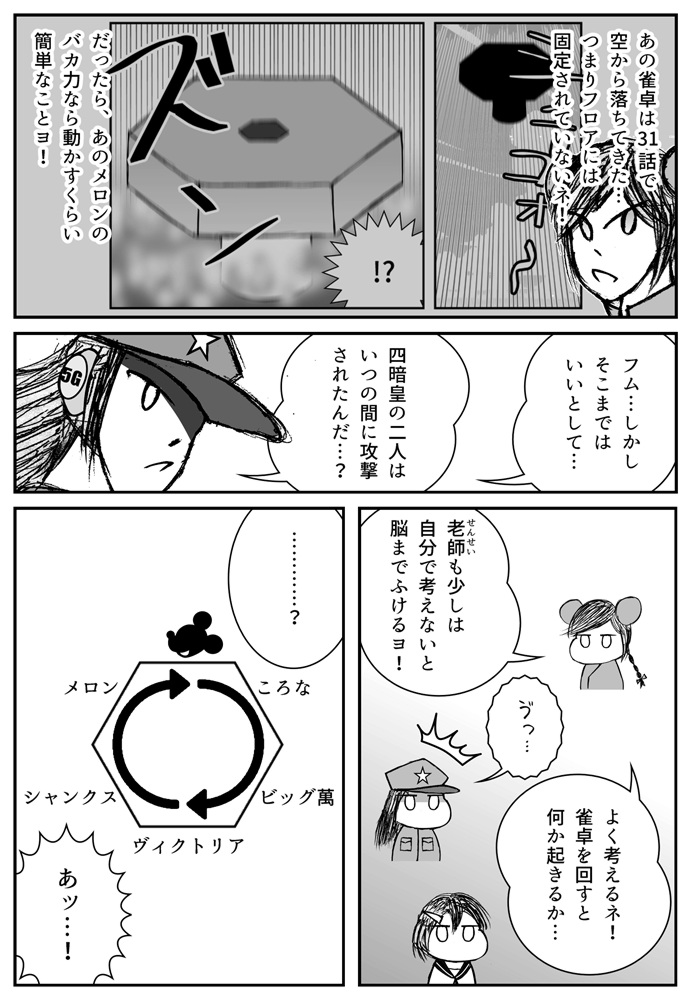 あの雀卓は31話で
空から落ちてきた…
つまりフロアには
固定されていないネ！
ゴゴゴ
だったら、あのメロンの
バカ力なら動かすくらい
簡単なことヨ！
ズンッ
!?
フム…しかし
そこまでは
いいとして…
四暗皇の二人は
いつの間に攻撃
されたんだ…？
5G
老師も少しは
せんせい
自分で考えないと
脳までふけるヨ！
ゔっ…
よく考えるネ！
雀卓を回すと
何か起きるか…
…………？
メロン
ころな
シャンクス
ビッグ萬
ヴィクトリア
あッ…！